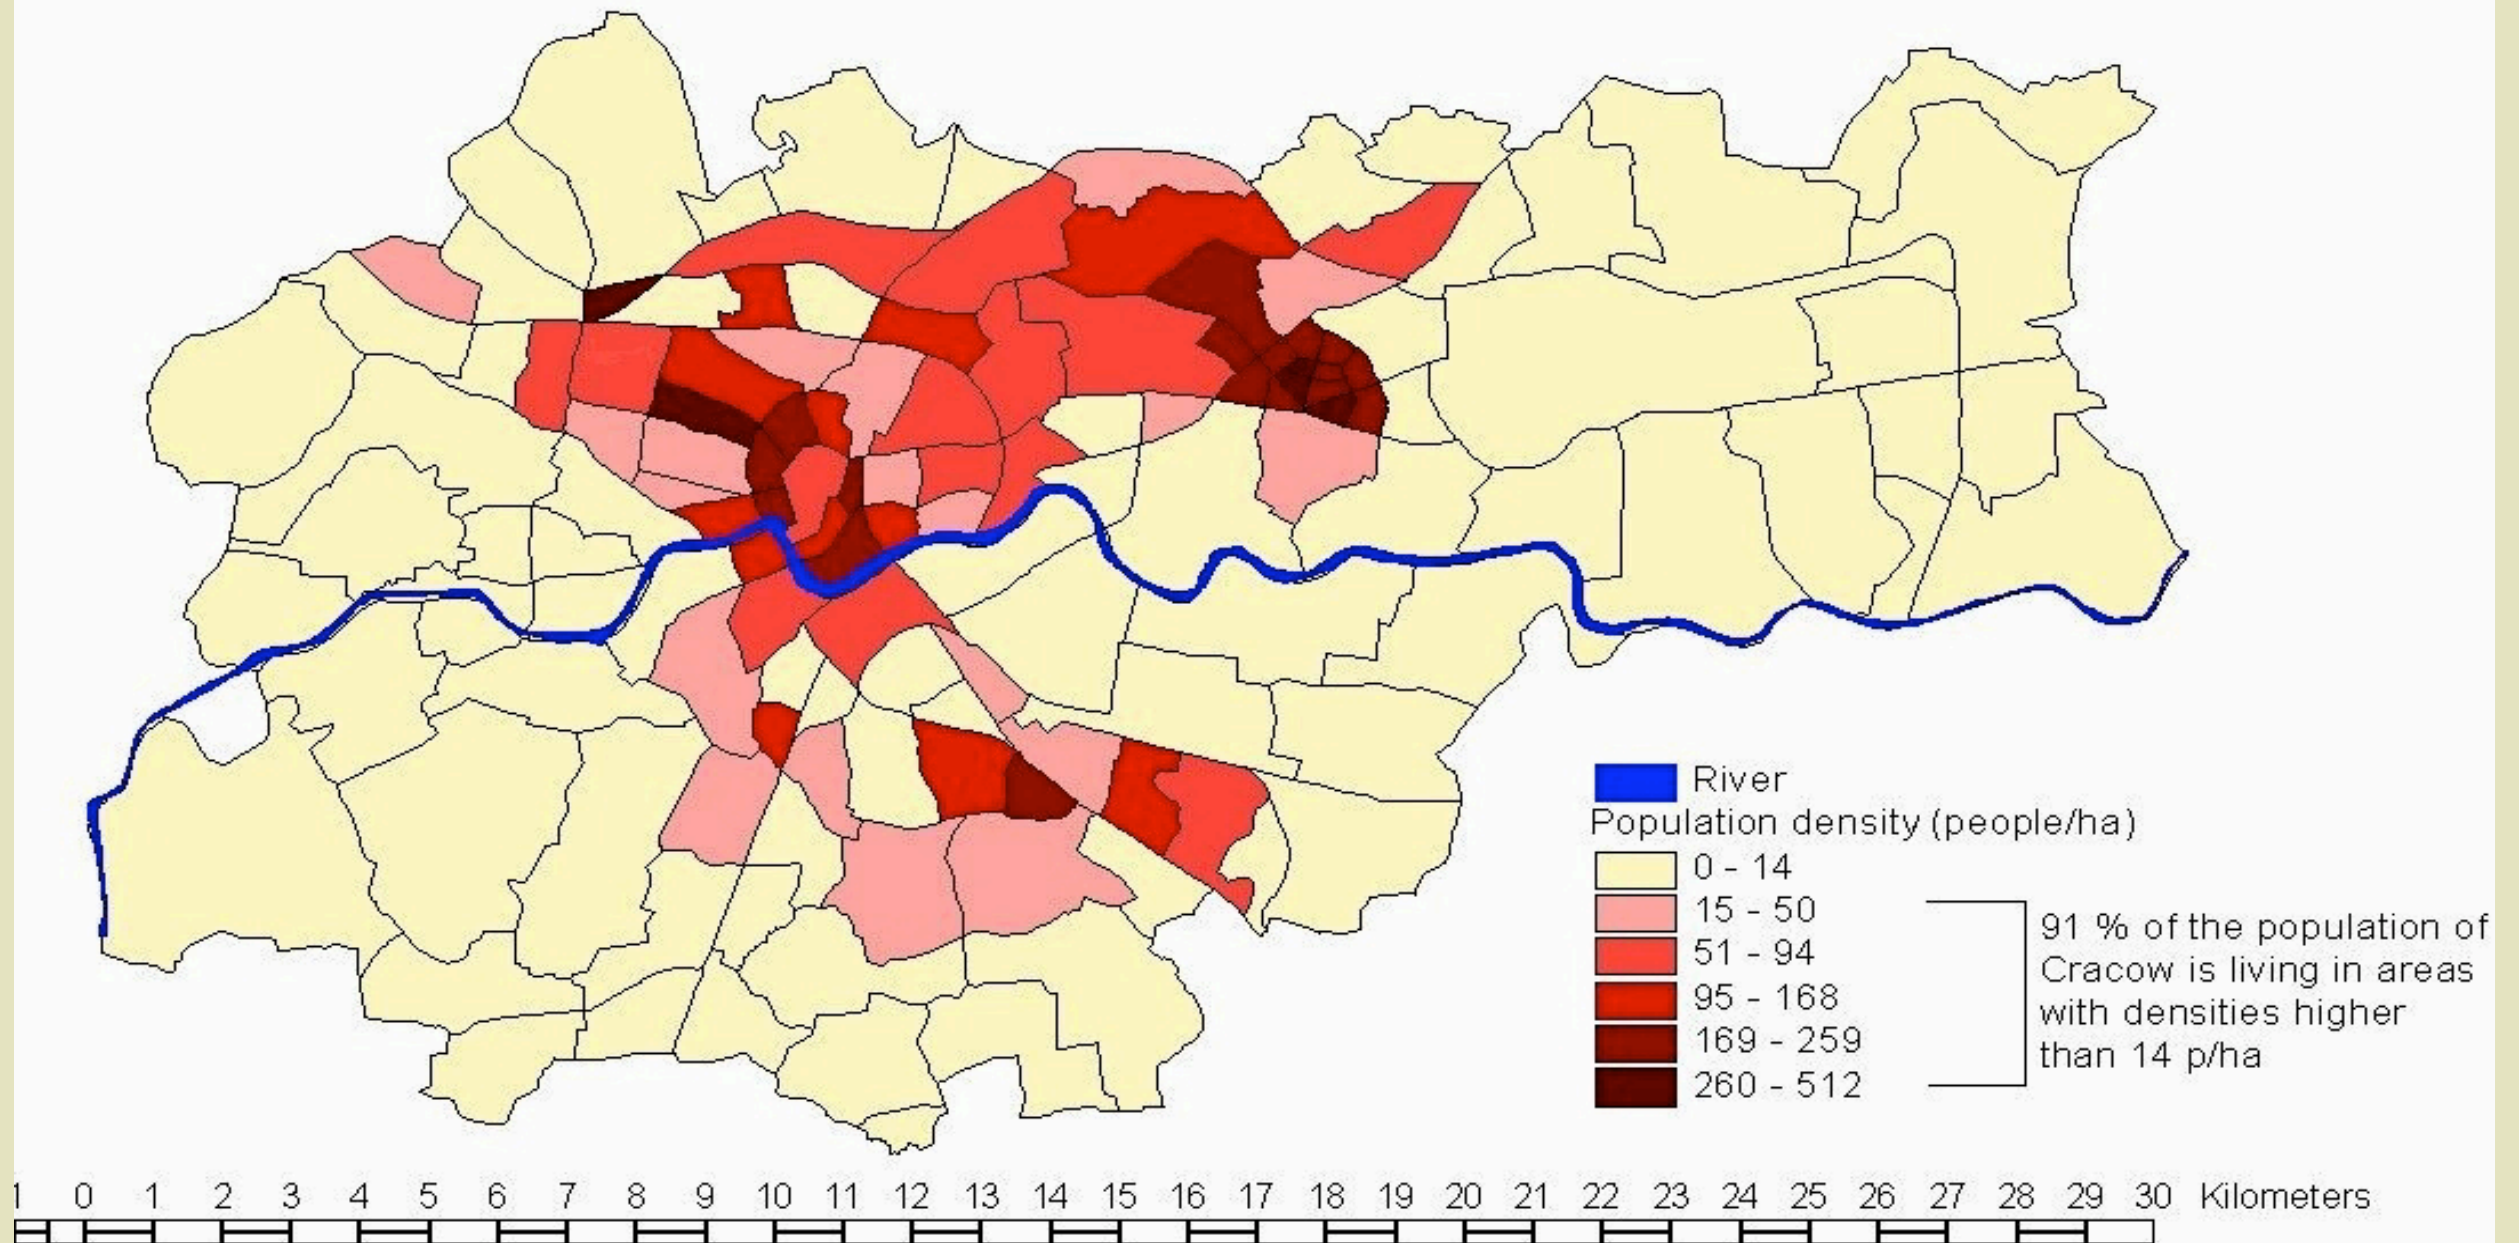 River
Population density (people/ha)
0 - 14
15 - 50
51 - 94
95 - 168
169 - 259
260 - 512
91 % of the population of
Cracow is living in areas
with densities higher
than 14 p/ha
1 0 1 2 3 4 5 6 7 8 9 10 11 12 13 14 15 16 17 18 19 20 21 22 23 24 25 26 27 28 29 30 Kilometers